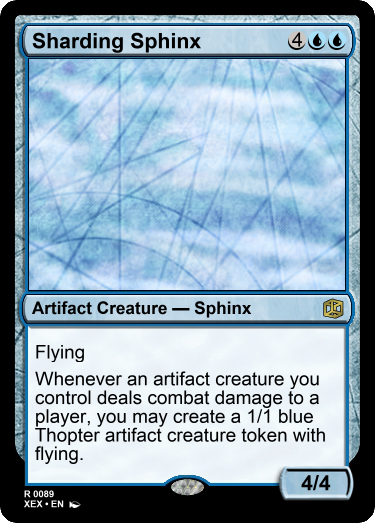 Sharding Sphinx 4
Artifact Creature — Sphinx
Flying
Whenever an artifact creature you
control deals combat damage to a
player, you may create a 1/1 blue
Thopter artifact creature token with
flying.
4/4
R 0089
XEX • EN